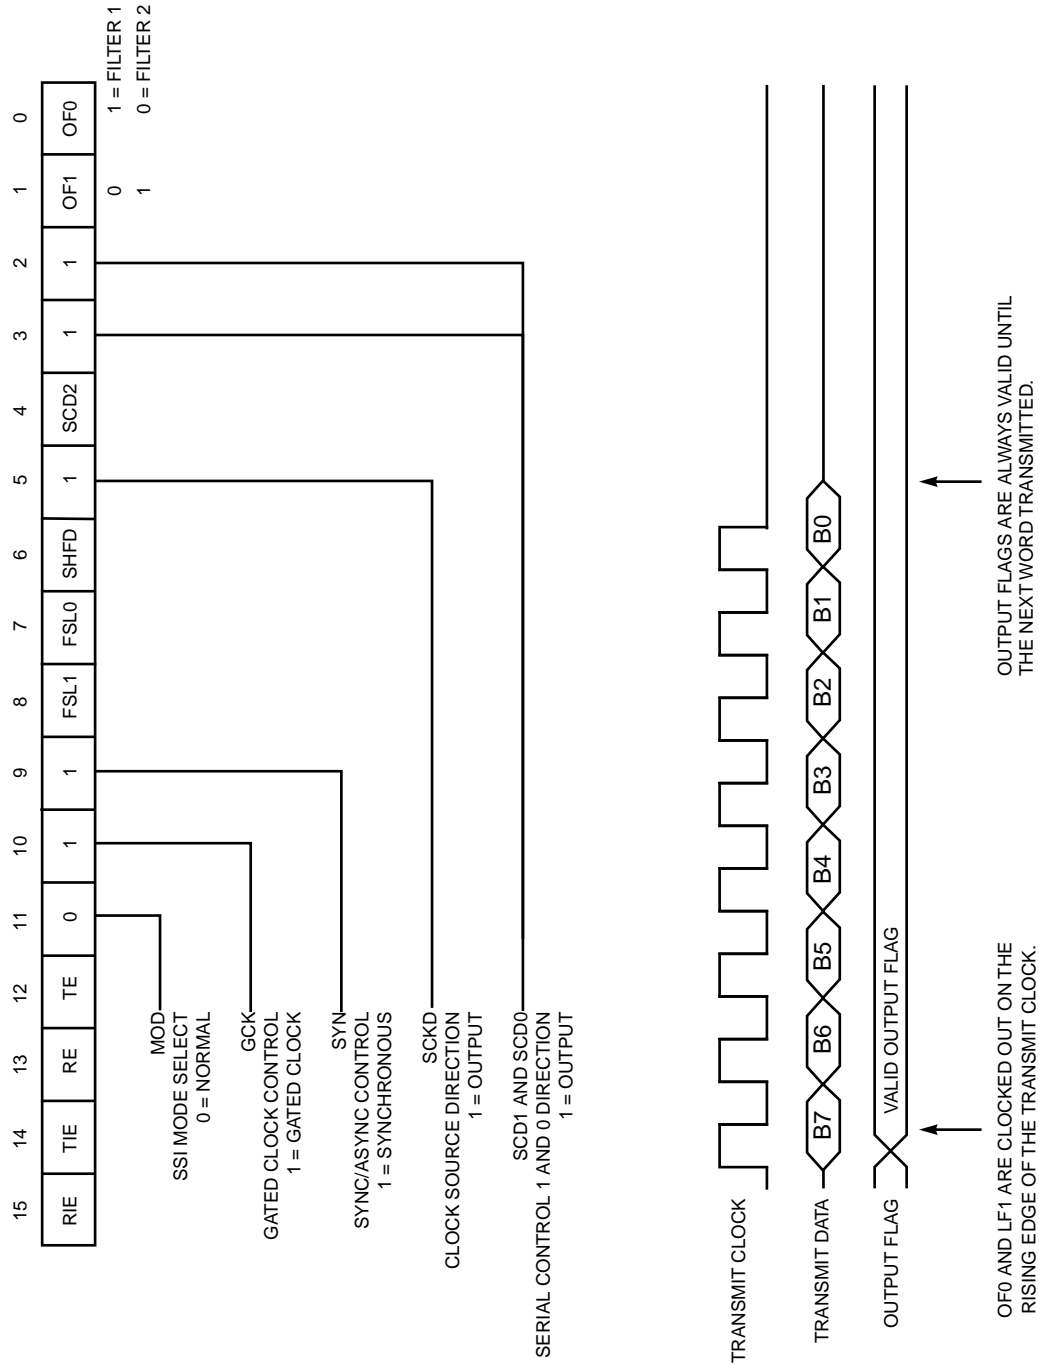 15 14 13 12 11 10 9 8 7 6 5 4 3 2 1 0
RIE TIE RE TE 0 1 1 FSL1 FSL0 SHFD 1 SCD2 1 1 OF1 OF0
0 1 = FILTER 1
1 0 = FILTER 2
MOD
SSI MODE SELECT
0 = NORMAL
GCK
GATED CLOCK CONTROL
1 = GATED CLOCK
SYN
SYNC/ASYNC CONTROL
1 = SYNCHRONOUS
SCKD
CLOCK SOURCE DIRECTION
1 = OUTPUT
SCD1 AND SCD0
SERIAL CONTROL 1 AND 0 DIRECTION
1 = OUTPUT
TRANSMIT CLOCK
TRANSMIT DATA B7 B6 B5 B4 B3 B2 B1 B0
OUTPUT FLAG VALID OUTPUT FLAG
OF0 AND LF1 ARE CLOCKED OUT ON THE
RISING EDGE OF THE TRANSMIT CLOCK.
OUTPUT FLAGS ARE ALWAYS VALID UNTIL
THE NEXT WORD TRANSMITTED.